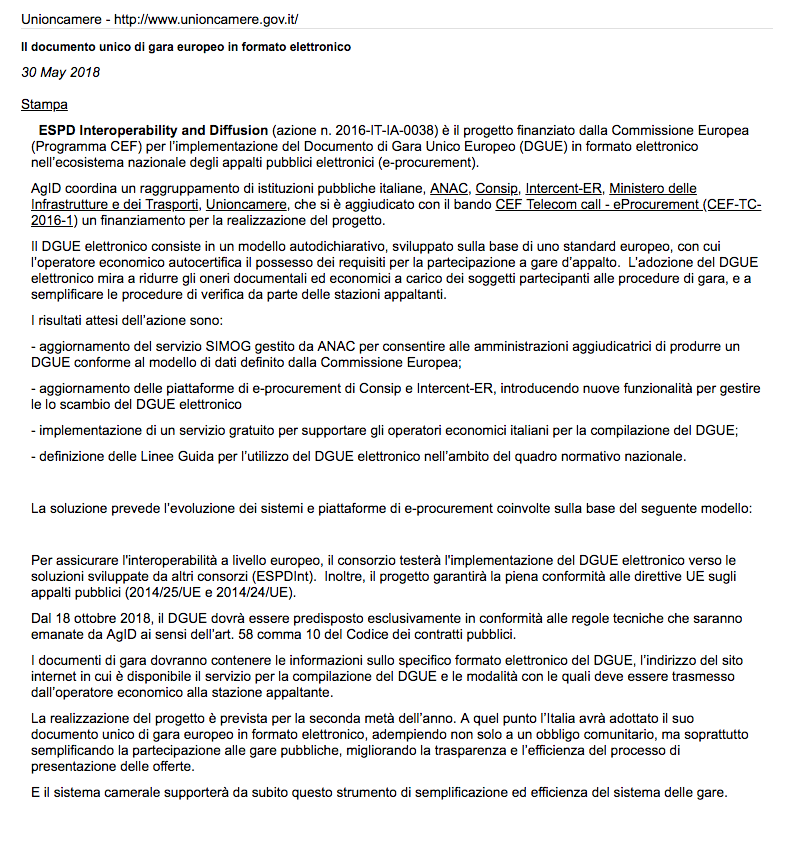 Unioncamere - http://www.unioncamere.gov.it/
Il documento unico di gara europeo in formato elettronico
30 May 2018
Stampa
ESPD Interoperability and Diffusion (azione n. 2016-IT-IA-0038) è il progetto finanziato dalla Commissione Europea
(Programma CEF) per l’implementazione del Documento di Gara Unico Europeo (DGUE) in formato elettronico
nell’ecosistema nazionale degli appalti pubblici elettronici (e-procurement).
AgID coordina un raggruppamento di istituzioni pubbliche italiane, ANAC, Consip, Intercent-ER, Ministero delle
Infrastrutture e dei Trasporti, Unioncamere, che si è aggiudicato con il bando CEF Telecom call - eProcurement (CEF-TC-
2016-1) un finanziamento per la realizzazione del progetto.
Il DGUE elettronico consiste in un modello autodichiarativo, sviluppato sulla base di uno standard europeo, con cui
l’operatore economico autocertifica il possesso dei requisiti per la partecipazione a gare d’appalto.  L’adozione del DGUE
elettronico mira a ridurre gli oneri documentali ed economici a carico dei soggetti partecipanti alle procedure di gara, e a
semplificare le procedure di verifica da parte delle stazioni appaltanti.
I risultati attesi dell’azione sono:
- aggiornamento del servizio SIMOG gestito da ANAC per consentire alle amministrazioni aggiudicatrici di produrre un
DGUE conforme al modello di dati definito dalla Commissione Europea;
- aggiornamento delle piattaforme di e-procurement di Consip e Intercent-ER, introducendo nuove funzionalità per gestire
le lo scambio del DGUE elettronico
- implementazione di un servizio gratuito per supportare gli operatori economici italiani per la compilazione del DGUE;
- definizione delle Linee Guida per l’utilizzo del DGUE elettronico nell’ambito del quadro normativo nazionale.
La soluzione prevede l’evoluzione dei sistemi e piattaforme di e-procurement coinvolte sulla base del seguente modello:
Per assicurare l'interoperabilità a livello europeo, il consorzio testerà l'implementazione del DGUE elettronico verso le
soluzioni sviluppate da altri consorzi (ESPDInt).  Inoltre, il progetto garantirà la piena conformità alle direttive UE sugli
appalti pubblici (2014/25/UE e 2014/24/UE).
Dal 18 ottobre 2018, il DGUE dovrà essere predisposto esclusivamente in conformità alle regole tecniche che saranno
emanate da AgID ai sensi dell’art. 58 comma 10 del Codice dei contratti pubblici.
I documenti di gara dovranno contenere le informazioni sullo specifico formato elettronico del DGUE, l’indirizzo del sito
internet in cui è disponibile il servizio per la compilazione del DGUE e le modalità con le quali deve essere trasmesso
dall’operatore economico alla stazione appaltante.
La realizzazione del progetto è prevista per la seconda metà dell’anno. A quel punto l’Italia avrà adottato il suo
documento unico di gara europeo in formato elettronico, adempiendo non solo a un obbligo comunitario, ma soprattutto
semplificando la partecipazione alle gare pubbliche, migliorando la trasparenza e l’efficienza del processo di
presentazione delle offerte.
E il sistema camerale supporterà da subito questo strumento di semplificazione ed efficienza del sistema delle gare.